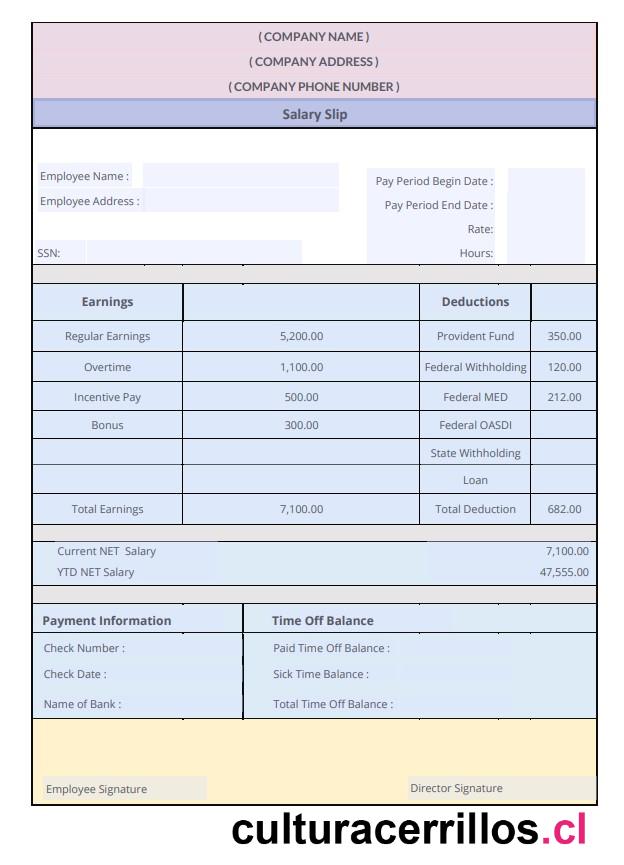 ( COMPANY NAME )
( COMPANY ADDRESS )
( COMPANY PHONE NUMBER )
Salary Slip
Employee Name :
Employee Address :
SSN:
Pay Period Begin Date :
Pay Period End Date :
Rate:
Hours:
Earnings Deductions
Regular Earnings 5,200.00 Provident Fund 350.00
Overtime 1,100.00 Federal Withholding 120.00
Incentive Pay 500.00 Federal MED 212.00
Bonus 300.00 Federal OASDI
State Withholding
Loan
Total Earnings 7,100.00 Total Deduction 682.00
Current NET Salary 7,100.00
YTD NET Salary 47,555.00
Payment Information Time Off Balance
Check Number : Paid Time Off Balance :
Check Date : Sick Time Balance :
Name of Bank : Total Time Off Balance :
Employee Signature Director Signature
culturacerrillos.cl